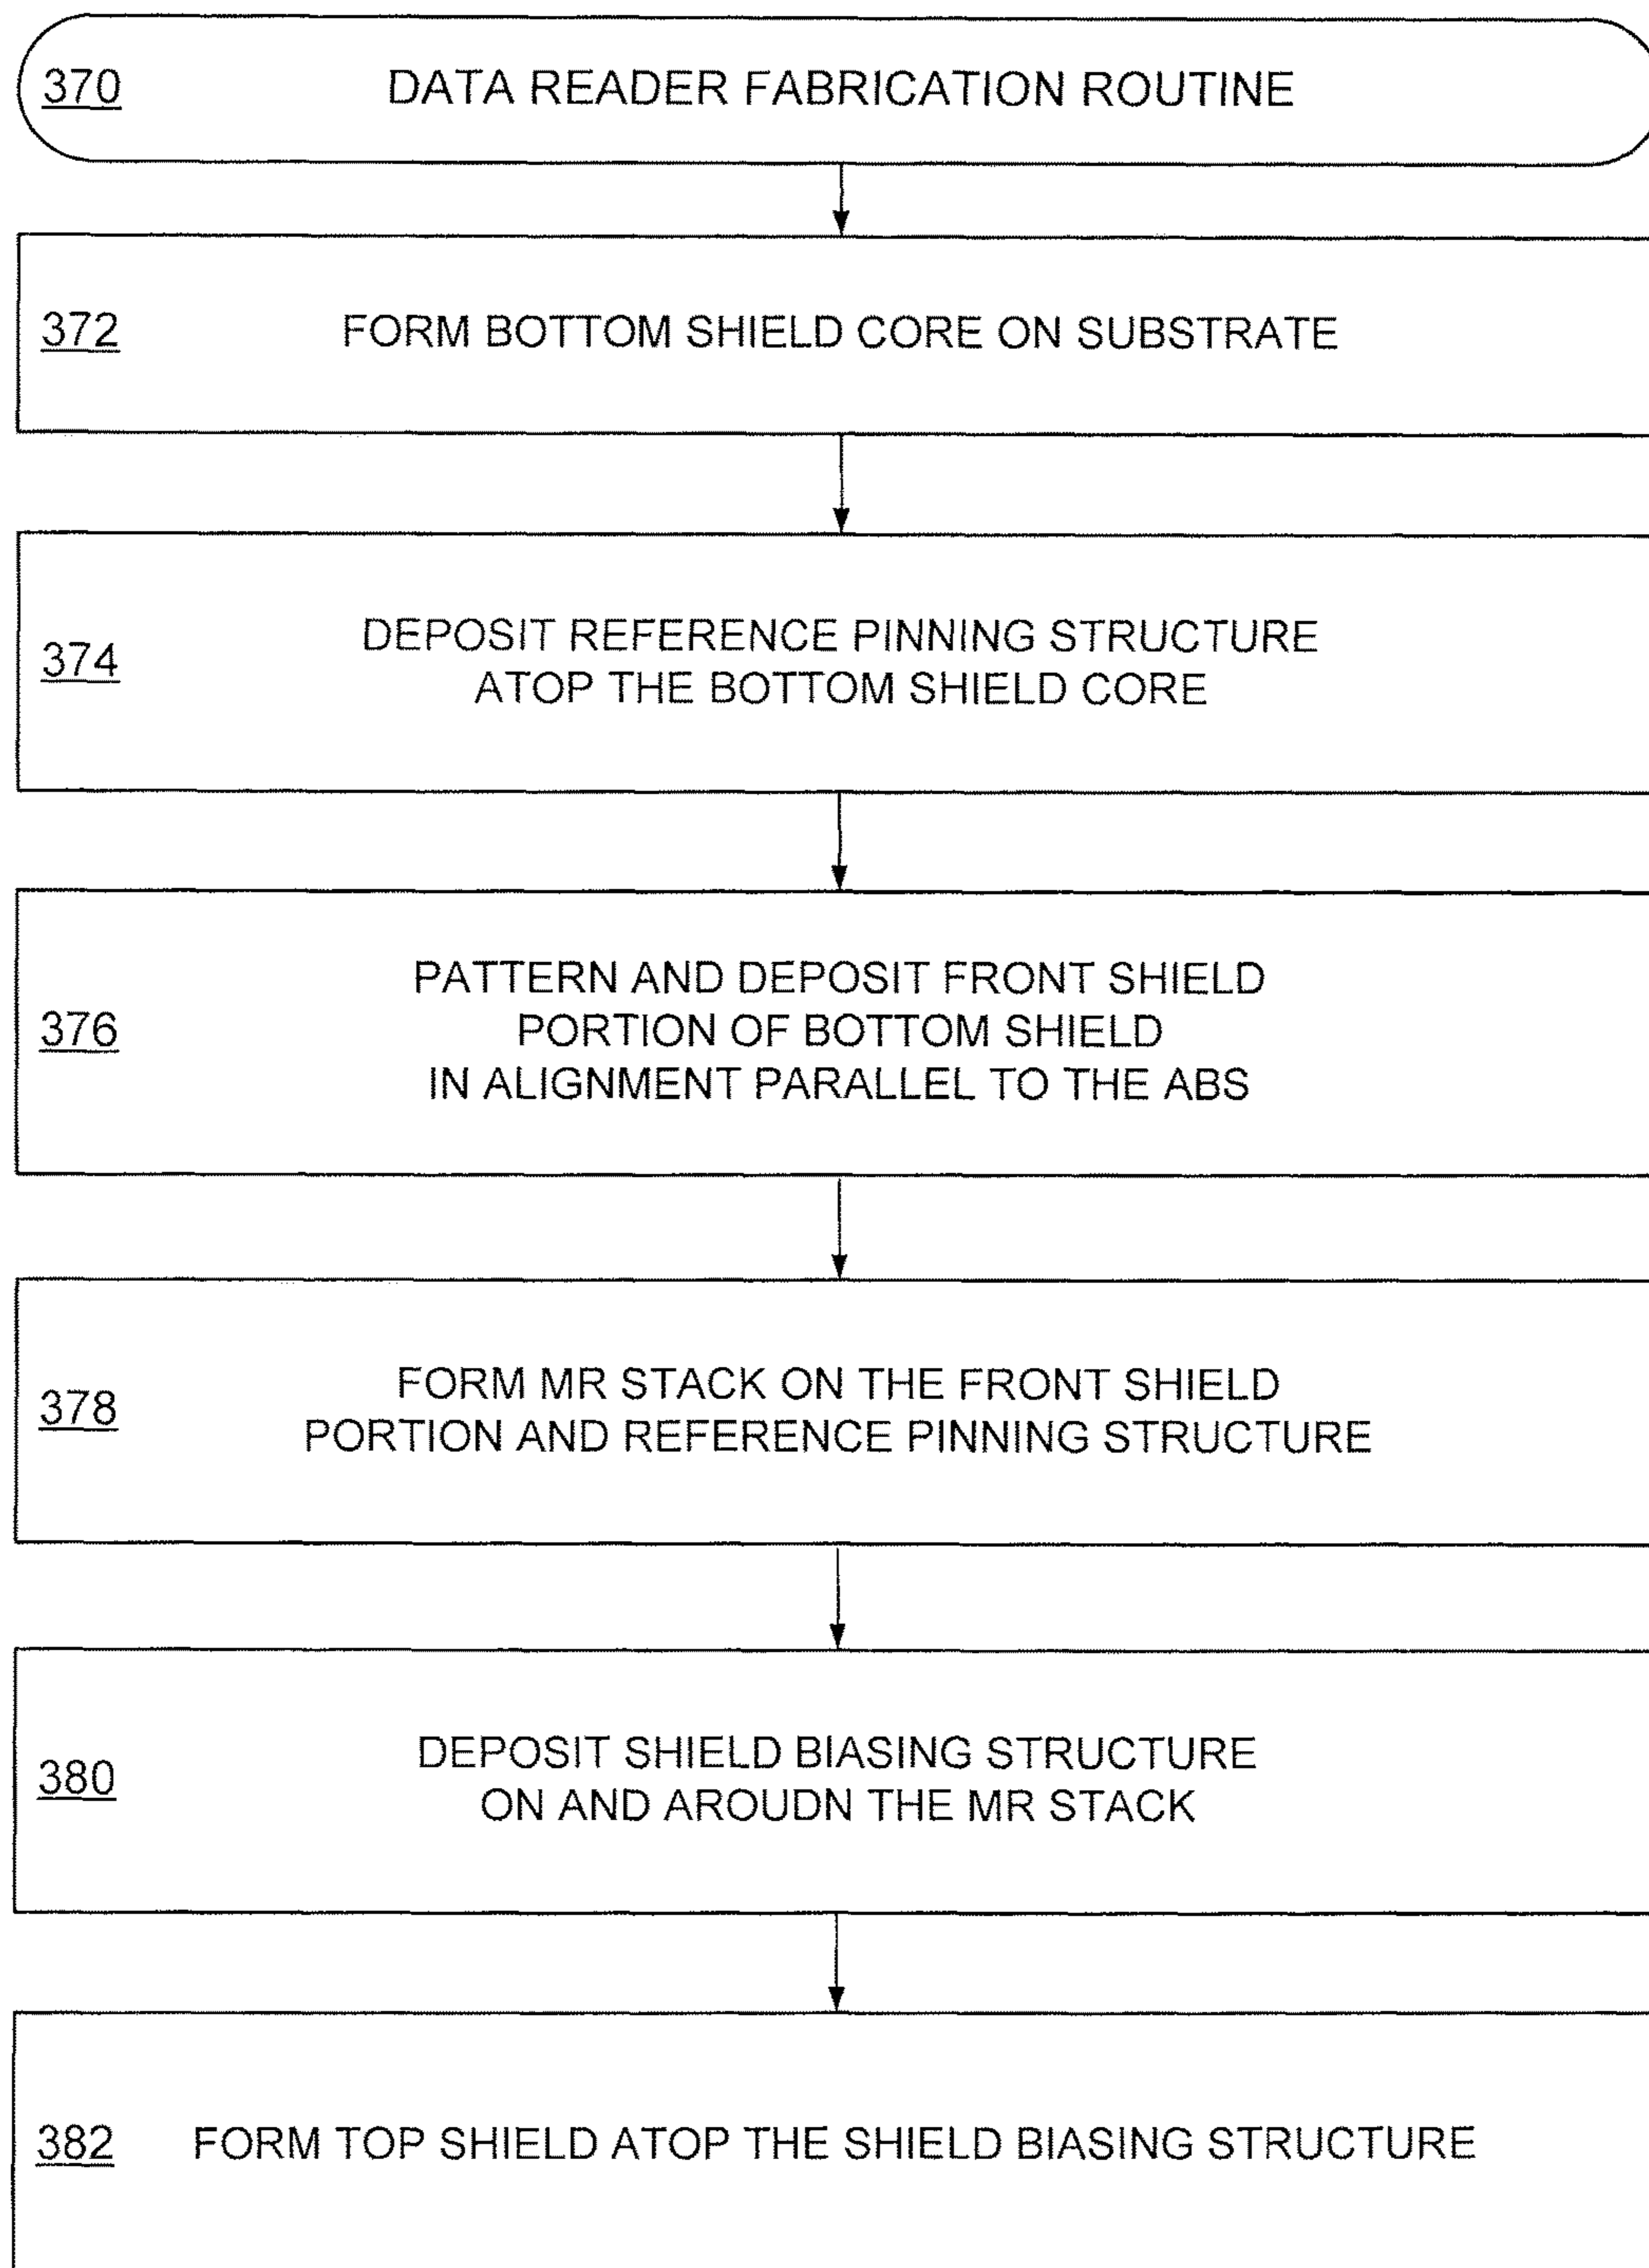 370 DATA READER FABRICATION ROUTINE
372 FORM BOTTOM SHIELD CORE ON SUBSTRATE
374 DEPOSIT REFERENCE PINNING STRUCTURE
ATOP THE BOTTOM SHIELD CORE
376 PATTERN AND DEPOSIT FRONT SHIELD
PORTION OF BOTTOM SHIELD
IN ALIGNMENT PARALLEL TO THE ABS
378 FORM MR STACK ON THE FRONT SHIELD
PORTION AND REFERENCE PINNING STRUCTURE
380 DEPOSIT SHIELD BIASING STRUCTURE
ON AND AROUDN THE MR STACK
382 FORM TOP SHIELD ATOP THE SHIELD BIASING STRUCTURE